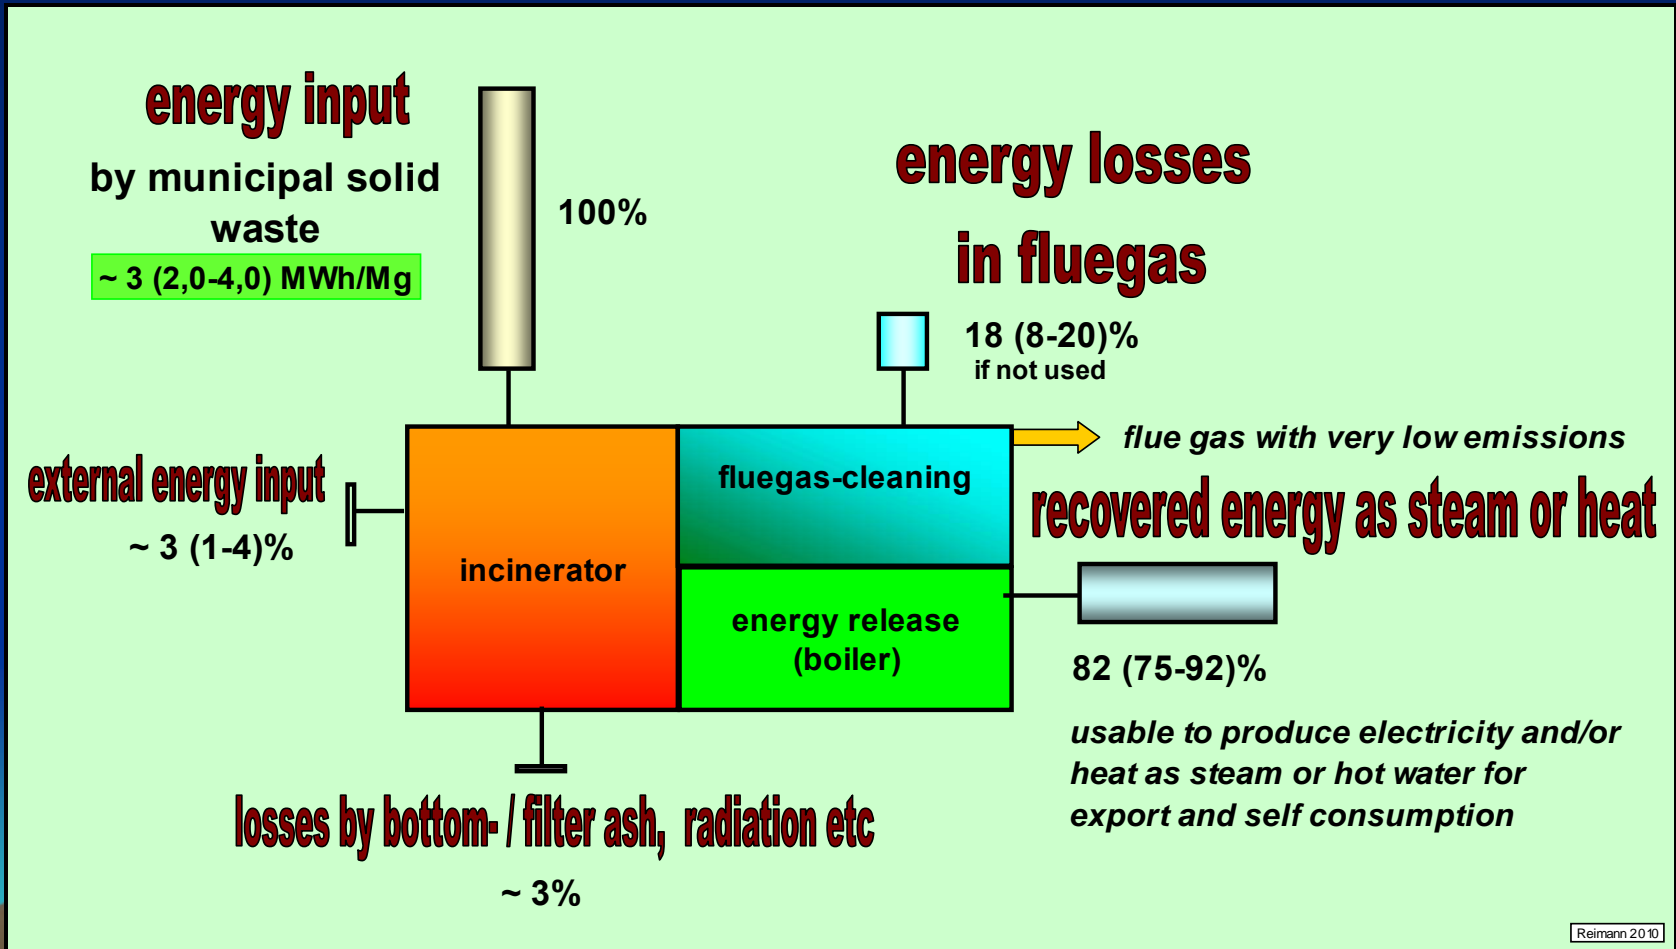 energy input
by municipal solid
waste
~ 3 (2,0-4,0) MWh/Mg
100%
energy losses
in fluegas
18 (8-20)%
if not used
flue gas with very low emissions
external energy input
~ 3 (1-4)%
incinerator
fluegas-cleaning
energy release
(boiler)
recovered energy as steam or heat
82 (75-92)%
usable to produce electricity and/or
heat as steam or hot water for
export and self consumption
losses by bottom- / filter ash, radiation etc
~ 3%
Reimann 2010